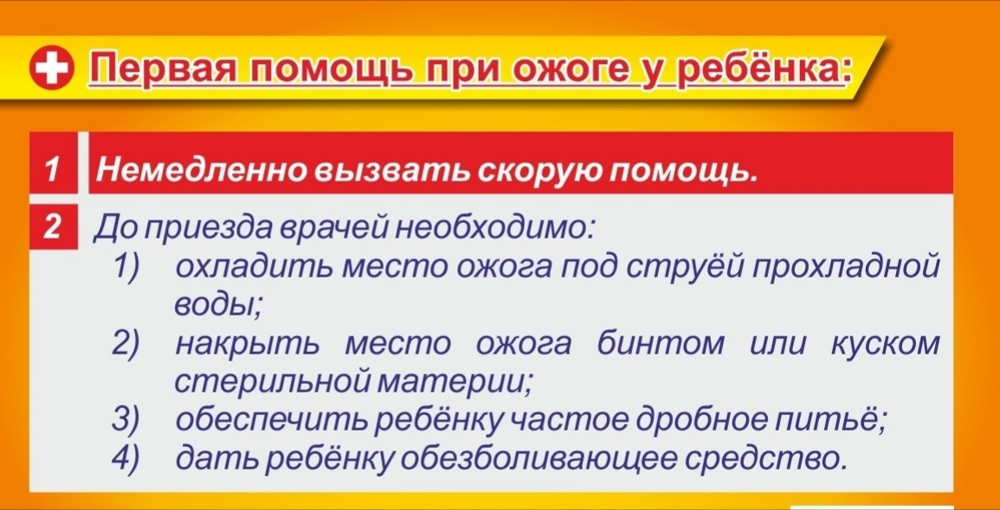 Первая помощь при ожоге у ребёнка:
1 Немедленно вызвать скорую помощь.
2 До приезда врачей необходимо:
1) охладить место ожога под струёй прохладной
воды;
2) накрыть место ожога бинтом или куском
стерильной материи;
3) обеспечить ребёнку частое дробное питьё;
4) дать ребёнку обезболивающее средство.